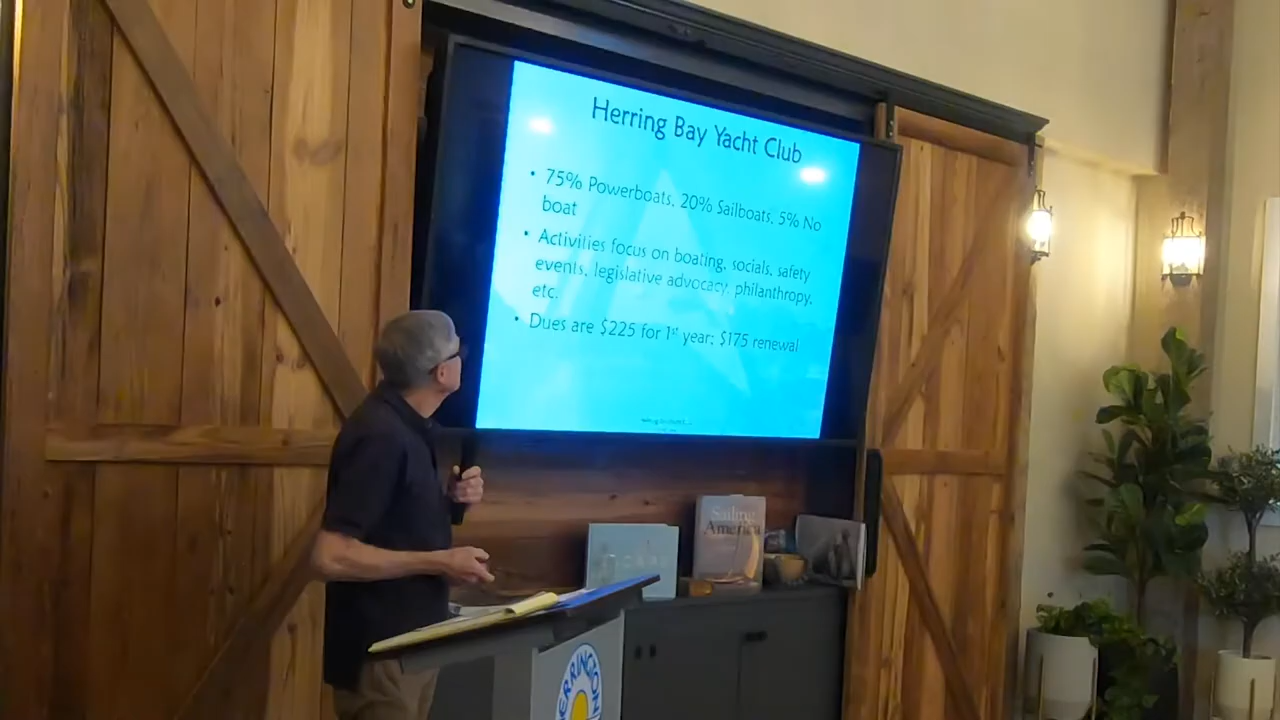 Herring Bay Yacht Club
• 75% Powerboats, 20% Sailboats, 5% No
boat
• Activities focus on boating, socials, safety
events, legislative advocacy, philanthropy,
etc.
• Dues are $225 for 1st year; $175 renewal
Sailing
America